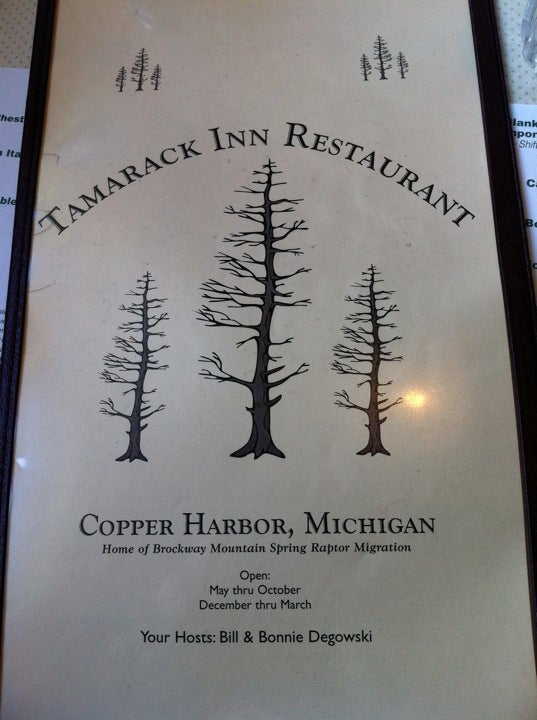 TAMARACK INN RESTAURANT
COPPER HARBOR, MICHIGAN
Home of Brockway Mountain Spring Raptor Migration
Open:
May thru October
December thru March
Your Hosts: Bill & Bonnie Degowski